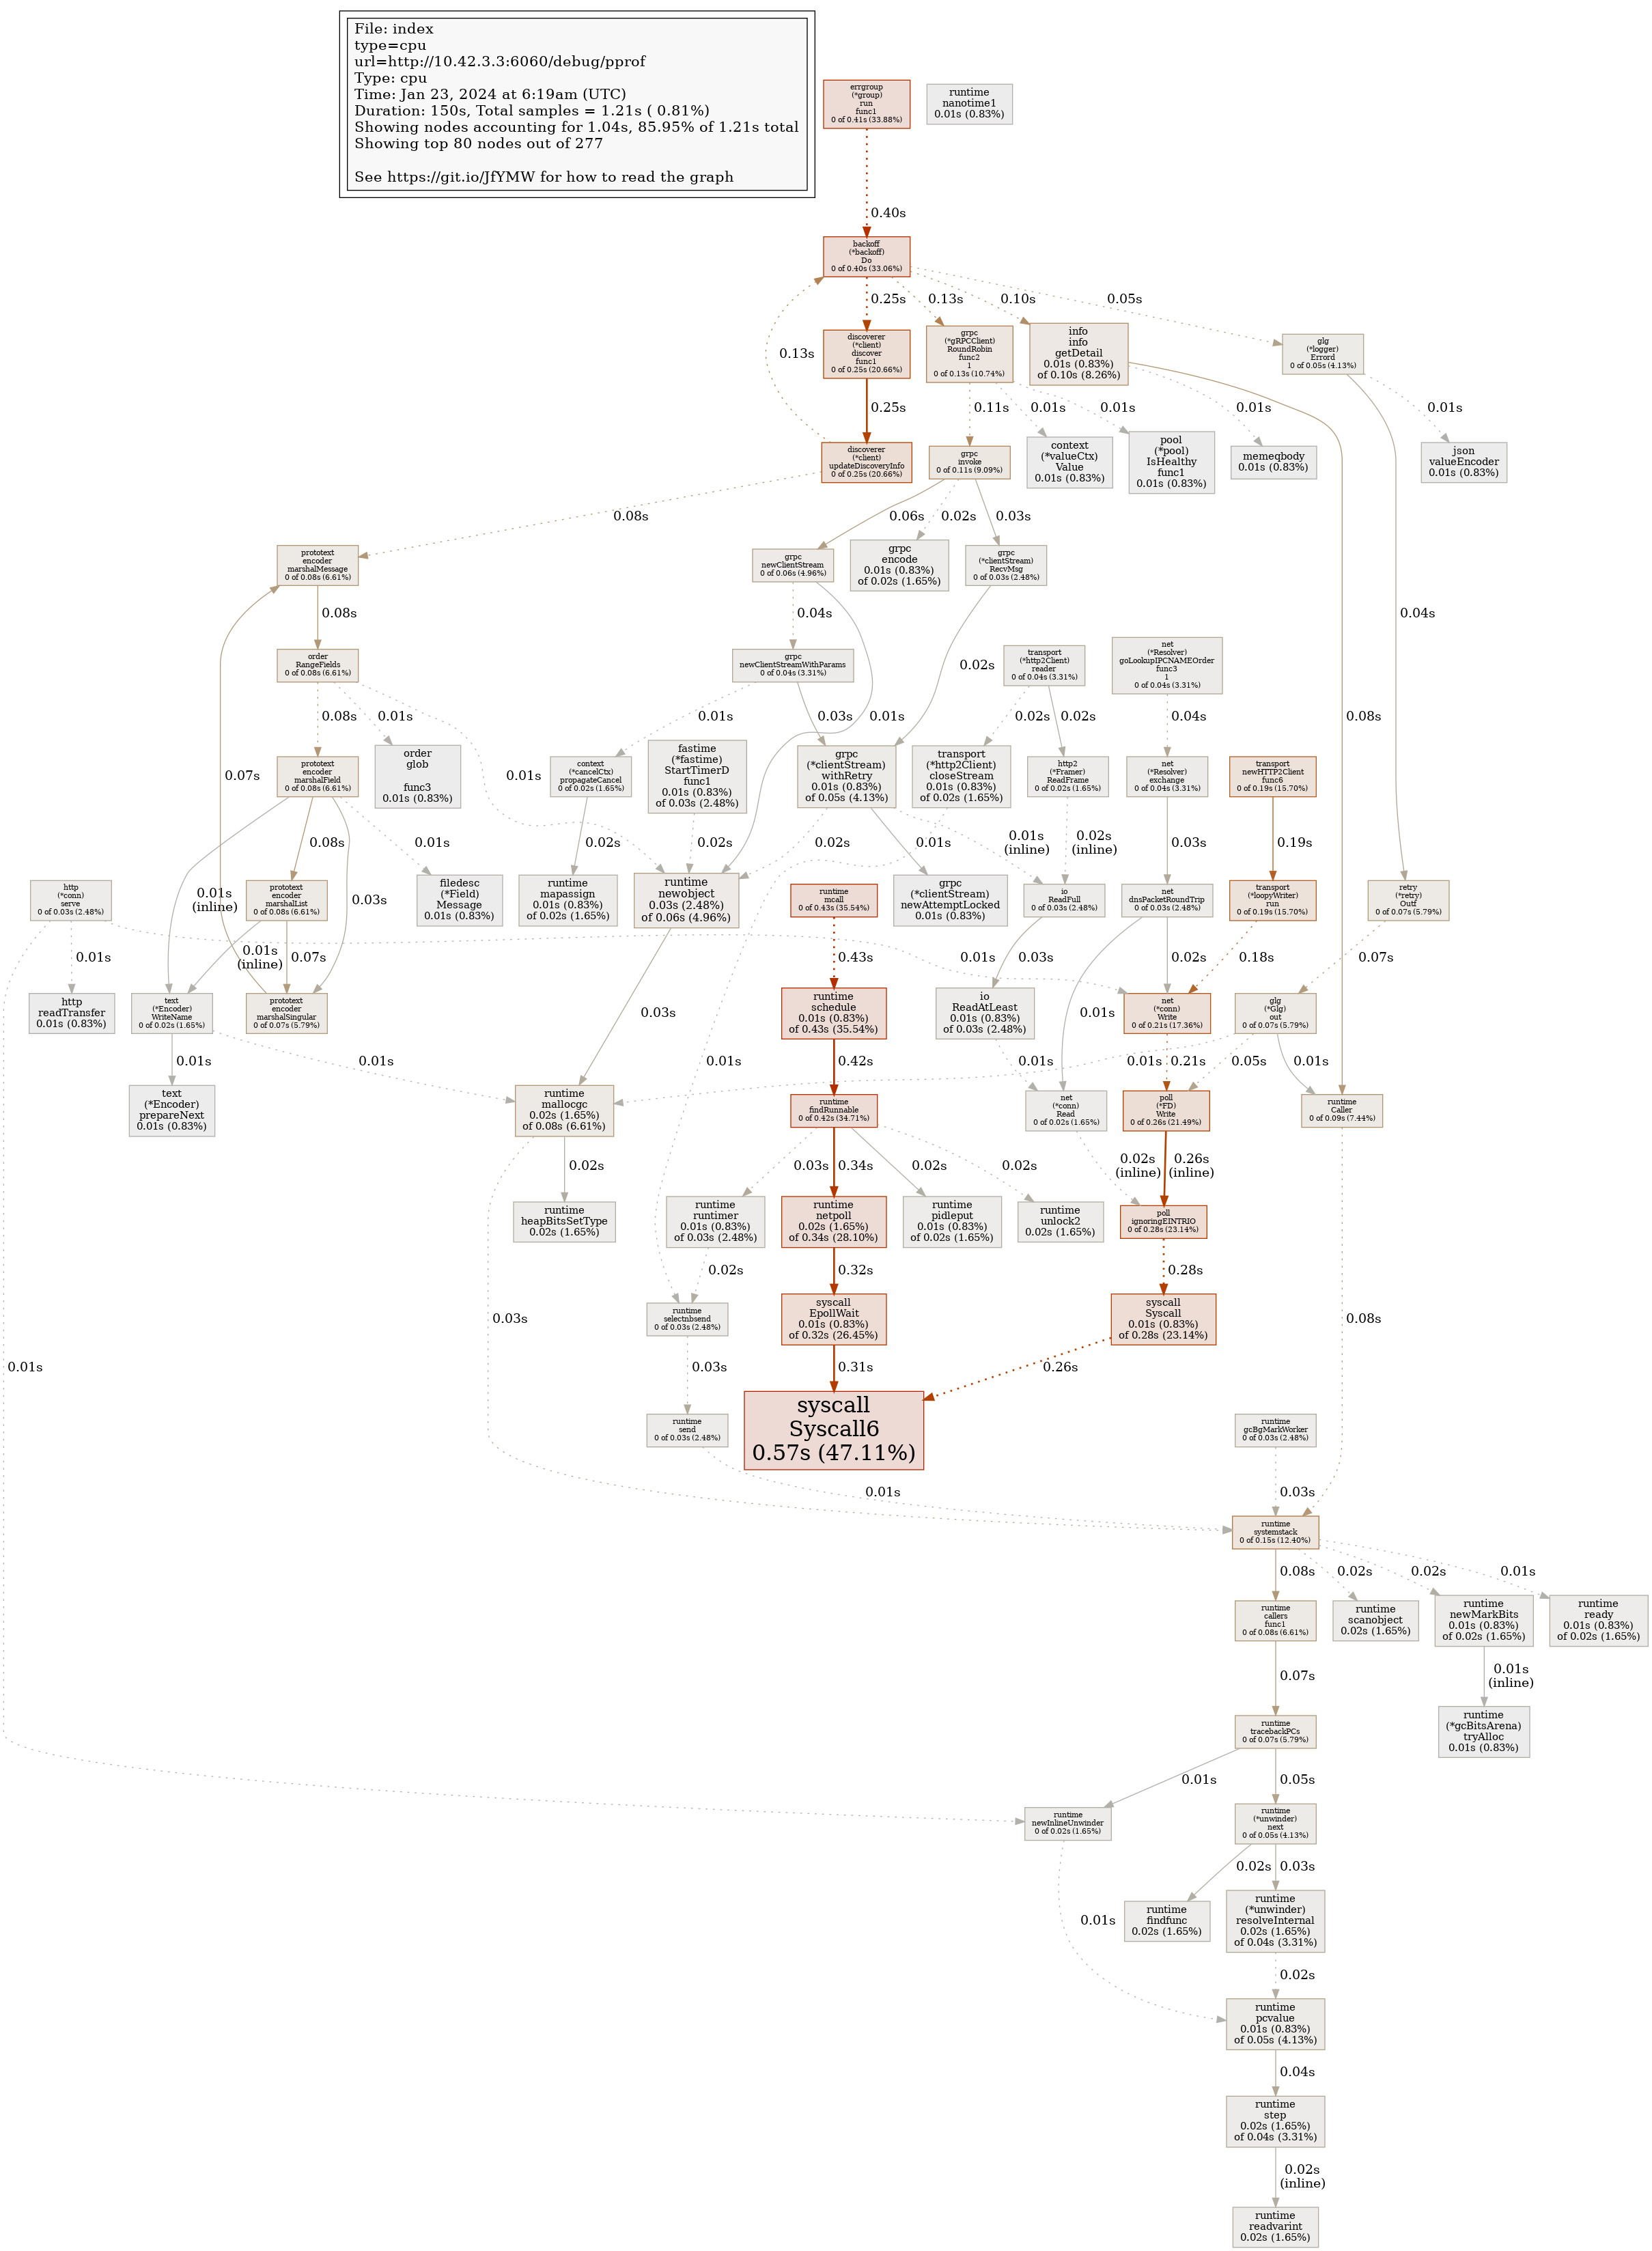 File: index
type=cpu
url=http://10.42.3.3:6060/debug/pprof
Type: cpu
Time: Jan 23, 2024 at 6:19am (UTC)
Duration: 150s, Total samples = 1.21s ( 0.81%)
Showing nodes accounting for 1.04s, 85.95% of 1.21s total
Showing top 80 nodes out of 277
See https://git.io/JfYMW for how to read the graph
errgroup
(*group)
run
func1
0 of 0.41s (33.88%)
runtime
nanotime1
0.01s (0.83%)
0.40s
backoff
(*backoff)
Do
0 of 0.40s (33.06%)
0.25s
0.13s
0.10s
0.05s
0.13s
discoverer
(*client)
discover
func1
0 of 0.25s (20.66%)
grpc
(*gRPCClient)
RoundRobin
func2
1
0 of 0.13s (10.74%)
info
info
getDetail
0.01s (0.83%)
of 0.10s (8.26%)
glg
(*logger)
Errord
0 of 0.05s (4.13%)
0.25s
0.11s
0.01s
0.01s
0.01s
0.01s
discoverer
(*client)
updateDiscoveryInfo
0 of 0.25s (20.66%)
grpc
invoke
0 of 0.11s (9.09%)
context
(*valueCtx)
Value
0.01s (0.83%)
pool
(*pool)
IsHealthy
func1
0.01s (0.83%)
memeqbody
0.01s (0.83%)
json
valueEncoder
0.01s (0.83%)
0.08s
0.06s
0.02s
0.03s
prototext
encoder
marshalMessage
0 of 0.08s (6.61%)
grpc
newClientStream
0 of 0.06s (4.96%)
grpc
encode
0.01s (0.83%)
of 0.02s (1.65%)
grpc
(*clientStream)
RecvMsg
0 of 0.03s (2.48%)
0.08s
0.04s
0.04s
order
RangeFields
0 of 0.08s (6.61%)
grpc
newClientStreamWithParams
0 of 0.04s (3.31%)
transport
(*http2Client)
reader
0 of 0.04s (3.31%)
net
(*Resolver)
goLookupIPCNAMEOrder
func3
1
0 of 0.04s (3.31%)
0.02s
0.08s
0.01s
0.01s
0.03s
0.01s
0.02s
0.02s
0.04s
0.08s
0.07s
0.01s
prototext
encoder
marshalField
0 of 0.08s (6.61%)
order
glob

func3
0.01s (0.83%)
context
(*cancelCtx)
propagateCancel
0 of 0.02s (1.65%)
fastime
(*fastime)
StartTimerD
func1
0.01s (0.83%)
of 0.03s (2.48%)
grpc
(*clientStream)
withRetry
0.01s (0.83%)
of 0.05s (4.13%)
transport
(*http2Client)
closeStream
0.01s (0.83%)
of 0.02s (1.65%)
http2
(*Framer)
ReadFrame
0 of 0.02s (1.65%)
net
(*Resolver)
exchange
0 of 0.04s (3.31%)
transport
newHTTP2Client
func6
0 of 0.19s (15.70%)
0.08s
0.01s
0.02s
0.02s
0.02s
0.01s
0.01s
(inline)
0.02s
(inline)
0.03s
0.19s
http
(*conn)
serve
0 of 0.03s (2.48%)
0.01s
(inline)
prototext
encoder
marshalList
0 of 0.08s (6.61%)
0.03s
filedesc
(*Field)
Message
0.01s (0.83%)
runtime
mapassign
0.01s (0.83%)
of 0.02s (1.65%)
runtime
newobject
0.03s (2.48%)
of 0.06s (4.96%)
runtime
mcall
0 of 0.43s (35.54%)
grpc
(*clientStream)
newAttemptLocked
0.01s (0.83%)
io
ReadFull
0 of 0.03s (2.48%)
net
dnsPacketRoundTrip
0 of 0.03s (2.48%)
transport
(*loopyWriter)
run
0 of 0.19s (15.70%)
retry
(*retry)
Outf
0 of 0.07s (5.79%)
0.01s
0.01s
(inline)
0.07s
0.43s
0.01s
0.03s
0.02s
0.18s
0.07s
http
readTransfer
0.01s (0.83%)
text
(*Encoder)
WriteName
0 of 0.02s (1.65%)
prototext
encoder
marshalSingular
0 of 0.07s (5.79%)
0.03s
runtime
schedule
0.01s (0.83%)
of 0.43s (35.54%)
io
ReadAtLeast
0.01s (0.83%)
of 0.03s (2.48%)
0.01s
net
(*conn)
Write
0 of 0.21s (17.36%)
glg
(*Glg)
out
0 of 0.07s (5.79%)
0.01s
0.01s
0.01s
0.42s
0.01s
0.01s
0.21s
0.05s
0.01s
text
(*Encoder)
prepareNext
0.01s (0.83%)
runtime
mallocgc
0.02s (1.65%)
of 0.08s (6.61%)
runtime
findRunnable
0 of 0.42s (34.71%)
net
(*conn)
Read
0 of 0.02s (1.65%)
poll
(*FD)
Write
0 of 0.26s (21.49%)
runtime
Caller
0 of 0.09s (7.44%)
0.02s
0.03s
0.34s
0.02s
0.02s
0.02s
(inline)
0.26s
(inline)
runtime
heapBitsSetType
0.02s (1.65%)
runtime
runtimer
0.01s (0.83%)
of 0.03s (2.48%)
runtime
netpoll
0.02s (1.65%)
of 0.34s (28.10%)
runtime
pidleput
0.01s (0.83%)
of 0.02s (1.65%)
runtime
unlock2
0.02s (1.65%)
poll
ignoringEINTRIO
0 of 0.28s (23.14%)
0.02s
0.32s
0.28s
0.03s
runtime
selectnbsend
0 of 0.03s (2.48%)
syscall
EpollWait
0.01s (0.83%)
of 0.32s (26.45%)
syscall
Syscall
0.01s (0.83%)
of 0.28s (23.14%)
0.08s
0.01s
0.03s
0.31s
0.26s
runtime
send
0 of 0.03s (2.48%)
syscall
Syscall6
0.57s (47.11%)
runtime
gcBgMarkWorker
0 of 0.03s (2.48%)
0.01s
0.03s
runtime
systemstack
0 of 0.15s (12.40%)
0.08s
0.02s
0.02s
0.01s
runtime
callers
func1
0 of 0.08s (6.61%)
runtime
scanobject
0.02s (1.65%)
runtime
newMarkBits
0.01s (0.83%)
of 0.02s (1.65%)
runtime
ready
0.01s (0.83%)
of 0.02s (1.65%)
0.07s
0.01s
(inline)
runtime
tracebackPCs
0 of 0.07s (5.79%)
runtime
(*gcBitsArena)
tryAlloc
0.01s (0.83%)
0.01s
0.05s
runtime
newInlineUnwinder
0 of 0.02s (1.65%)
runtime
(*unwinder)
next
0 of 0.05s (4.13%)
0.02s
0.03s
0.01s
runtime
findfunc
0.02s (1.65%)
runtime
(*unwinder)
resolveInternal
0.02s (1.65%)
of 0.04s (3.31%)
0.02s
runtime
pcvalue
0.01s (0.83%)
of 0.05s (4.13%)
0.04s
runtime
step
0.02s (1.65%)
of 0.04s (3.31%)
0.02s
(inline)
runtime
readvarint
0.02s (1.65%)